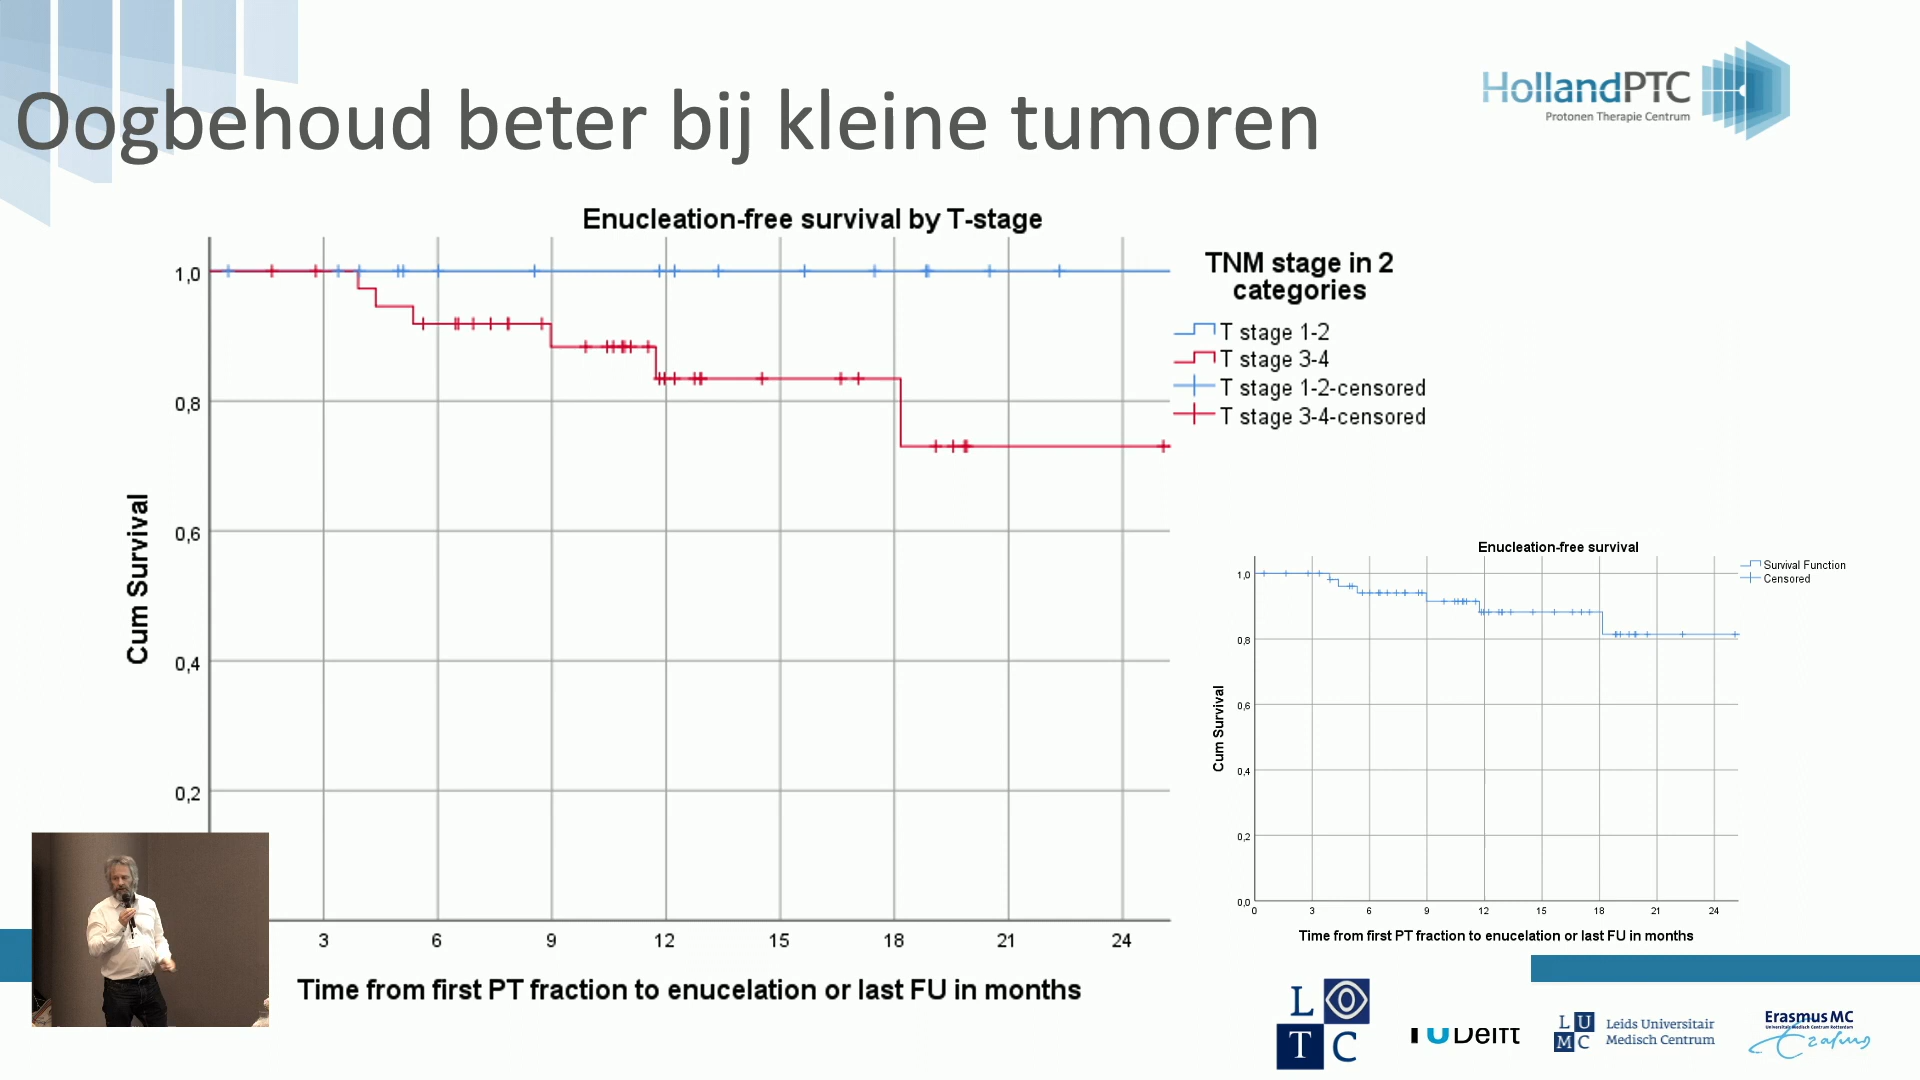 Oogbehoud beter bij kleine tumoren
HollandPTC
Protonen Therapie Centrum
Enucleation-free survival by T-stage
1,0
0,8
0,6
0,4
0,2
Cum Survival
3 6 9 12 15 18 21 24
Time from first PT fraction to enucelation or last FU in months
TNM stage in 2
categories
T stage 1-2
T stage 3-4
T stage 1-2-censored
T stage 3-4-censored
Enucleation-free survival
Survival Function
Censored
1,0
0,8
0,6
0,4
0,2
0,0
Cum Survival
0 3 6 9 12 15 18 21 24
Time from first PT fraction to enucelation or last FU in months
L
T C
TU Delft
L U
M C
Leids Universitair
Medisch Centrum
Erasmus MC
Universitair Medisch Centrum Rotterdam
Erasmus